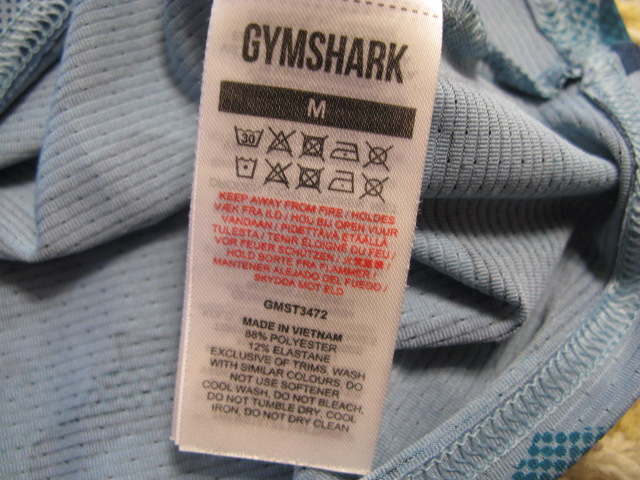 GYMSHARK
M
30
KEEP AWAY FROM FIRE / HOLDES
VÆK FRA ILD / HOU BIJ OPEN VUUR
VANDAAN / PIDETTÄVÄ ETÄÄLLÄ
TULESTA / TENIR ÉLOIGNÉ DU FEU /
VOR FEUER SCHÜTZEN /
HOLD BORTE FRA FLAMMER /
MANTENER ALEJADO DEL FUEGO /
SKYDDA MOT ELD
GMST3472
MADE IN VIETNAM
88% POLYESTER
12% ELASTANE
EXCLUSIVE OF TRIMS, WASH
WITH SIMILAR COLOURS, DO
NOT USE SOFTENER
COOL WASH, DO NOT BLEACH,
DO NOT TUMBLE DRY, COOL
IRON, DO NOT DRY CLEAN